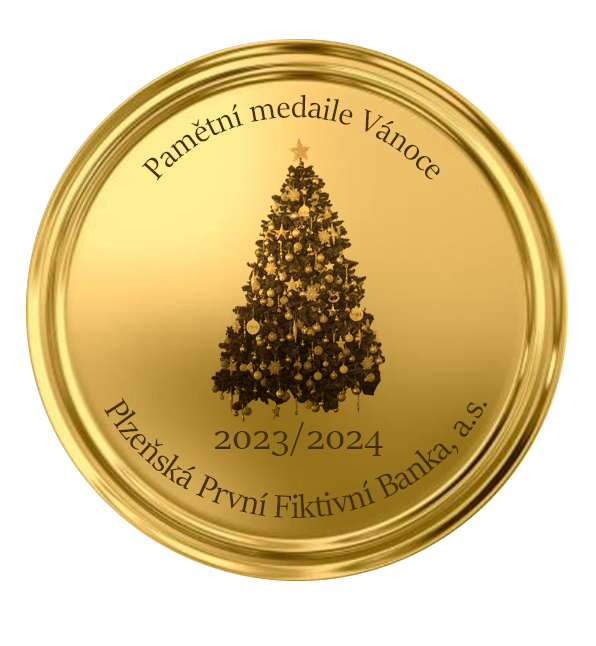 Pamětní medaile Vánoce
2023/2024
Plzeňská První Fiktivní Banka, a.s.